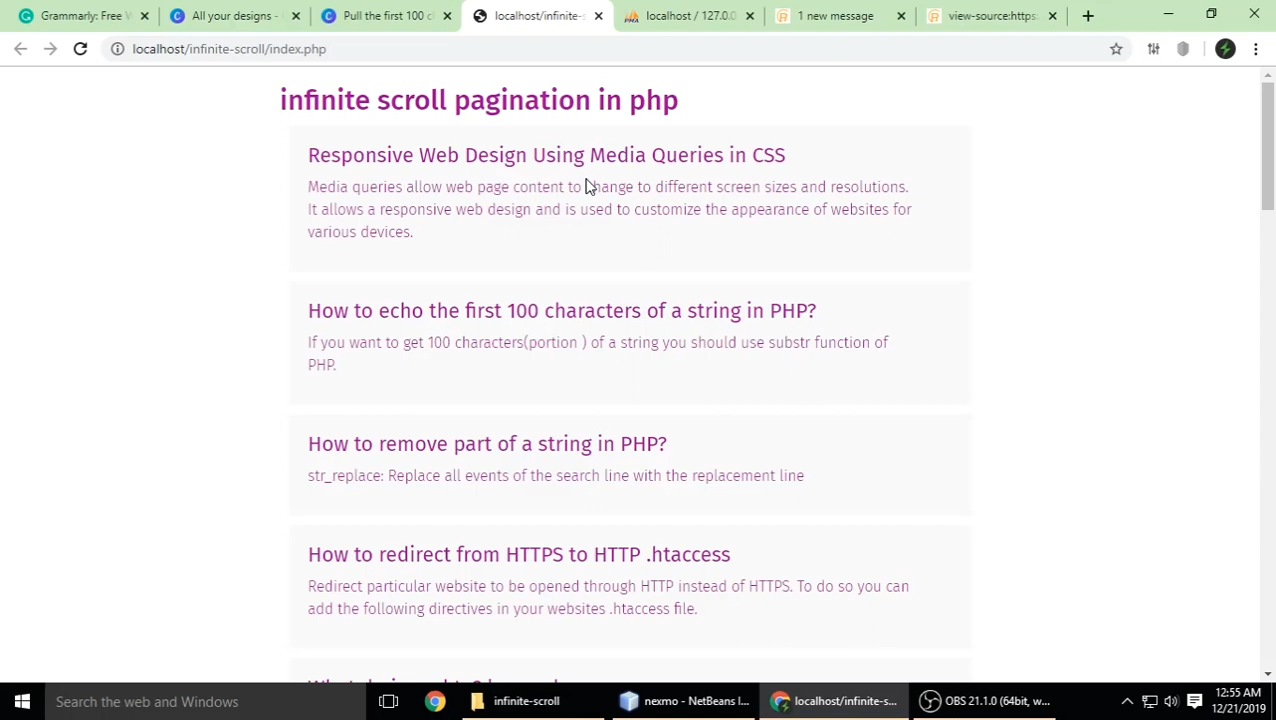 Grammarly: Free W
All your designs -
Pull the first 100 c
localhost/infinite-
localhost / 127.0.0
1 new message
view-source:https:
localhost/infinite-scroll/index.php
infinite scroll pagination in php
Responsive Web Design Using Media Queries in CSS
Media queries allow web page content to change to different screen sizes and resolutions.
It allows a responsive web design and is used to customize the appearance of websites for
various devices.
How to echo the first 100 characters of a string in PHP?
If you want to get 100 characters(portion ) of a string you should use substr function of
PHP.
How to remove part of a string in PHP?
str_replace: Replace all events of the search line with the replacement line
How to redirect from HTTPS to HTTP .htaccess
Redirect particular website to be opened through HTTP instead of HTTPS. To do so you can
add the following directives in your websites .htaccess file.
Search the web and Windows
infinite-scroll
nexmo - NetBeans I...
localhost/infinite-s...
OBS 21.1.0 (64bit, w...
12:55 AM
12/21/2019